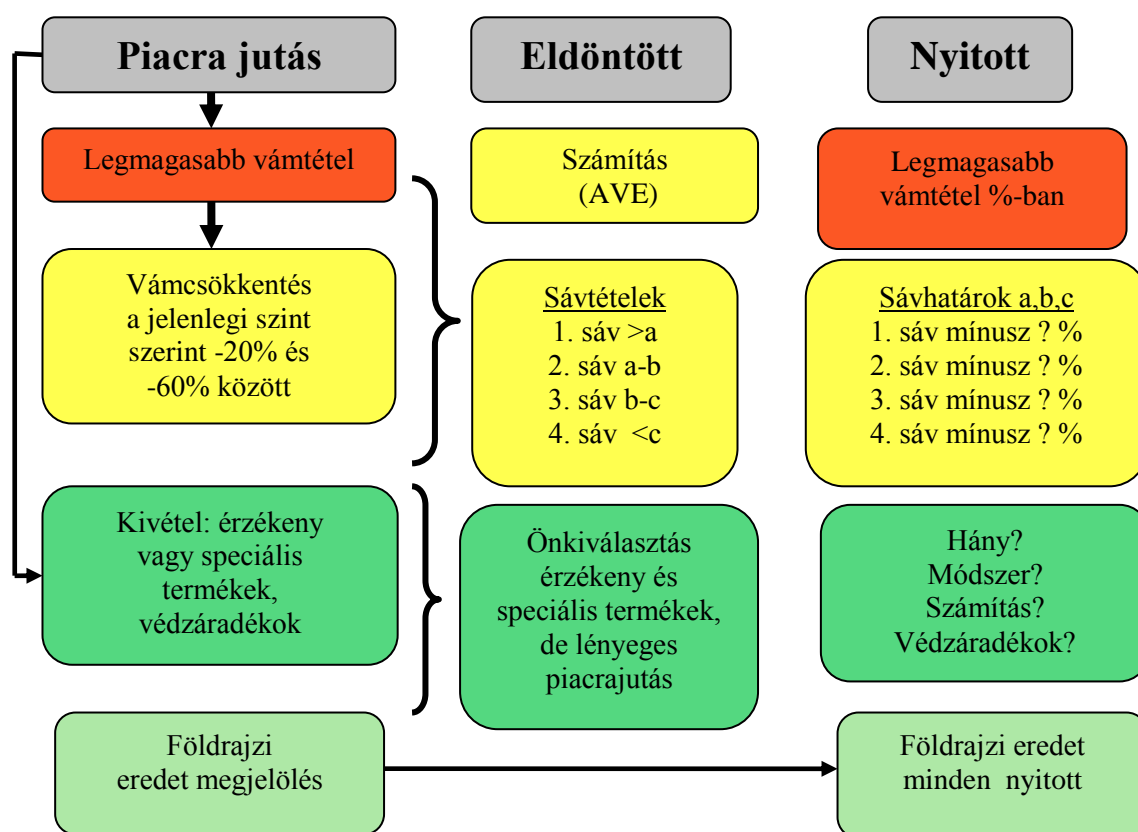 Piacra jutás
Eldöntött
Nyitott
Legmagasabb vámtétel
Számítás
(AVE)
Legmagasabb
vámtétel %-ban
Vámcsökkentés
a jelenlegi szint
szerint -20% és
-60% között
Sávtételek
1. sáv >a
2. sáv a-b
3. sáv b-c
4. sáv <c
Sávhatárok a,b,c
1. sáv mínusz ? %
2. sáv mínusz ? %
3. sáv mínusz ? %
4. sáv mínusz ? %
Kivétel: érzékeny
vagy speciális
termékek,
védzáradékok
Önkiválasztás
érzékeny és
speciális termékek,
de lényeges
piacrajutás
Hány?
Módszer?
Számítás?
Védzáradékok?
Földrajzi
eredet megjelölés
Földrajzi eredet
minden nyitott